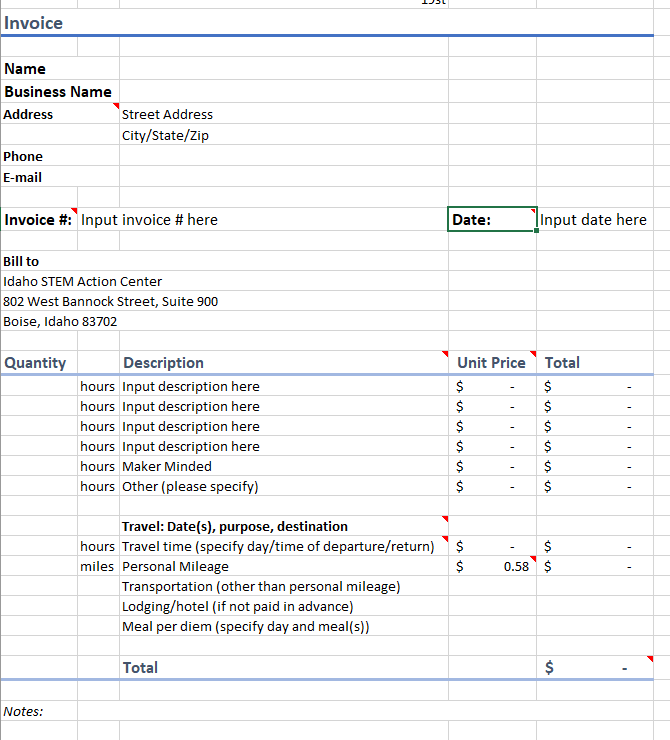 Invoice
Name
Business Name
Address Street Address
City/State/Zip
Phone
E-mail
Invoice #: Input invoice # here Date: Input date here
Bill to
Idaho STEM Action Center
802 West Bannock Street, Suite 900
Boise, Idaho 83702
Quantity Description Unit Price Total
hours Input description here $ - $ -
hours Input description here $ - $ -
hours Input description here $ - $ -
hours Input description here $ - $ -
hours Maker Minded $ - $ -
hours Other (please specify) $ - $ -
Travel: Date(s), purpose, destination
hours Travel time (specify day/time of departure/return) $ - $ -
miles Personal Mileage $ 0.58 $ -
Transportation (other than personal mileage)
Lodging/hotel (if not paid in advance)
Meal per diem (specify day and meal(s))
Total $ -
Notes: